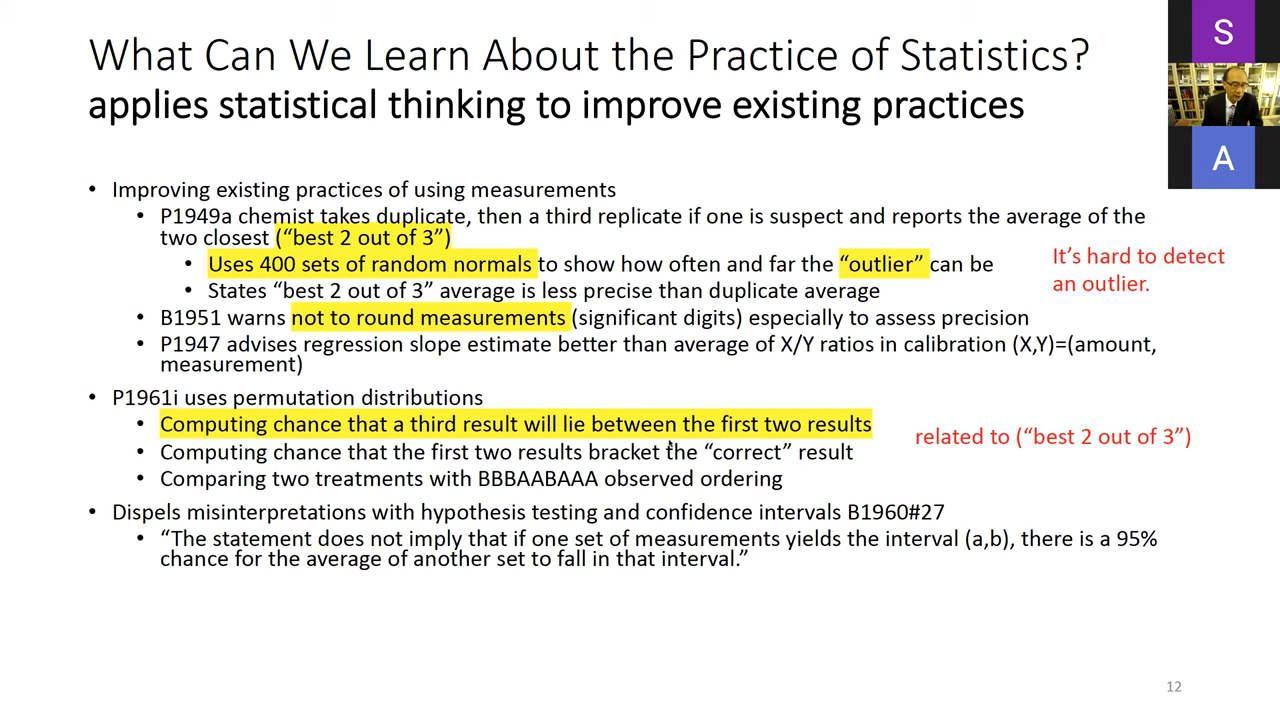 What Can We Learn About the Practice of Statistics?
applies statistical thinking to improve existing practices
S
A
• Improving existing practices of using measurements
• P1949a chemist takes duplicate, then a third replicate if one is suspect and reports the average of the
two closest (“best 2 out of 3”)
• Uses 400 sets of random normals to show how often and far the “outlier” can be
It’s hard to detect
an outlier.
• States “best 2 out of 3” average is less precise than duplicate average
• B1951 warns not to round measurements (significant digits) especially to assess precision
• P1947 advises regression slope estimate better than average of X/Y ratios in calibration (X,Y)=(amount,
measurement)
• P1961i uses permutation distributions
• Computing chance that a third result will lie between the first two results
related to (“best 2 out of 3”)
• Computing chance that the first two results bracket the “correct” result
• Comparing two treatments with BBBAABAAA observed ordering
• Dispels misinterpretations with hypothesis testing and confidence intervals B1960#27
• “The statement does not imply that if one set of measurements yields the interval (a,b), there is a 95%
chance for the average of another set to fall in that interval.”
12